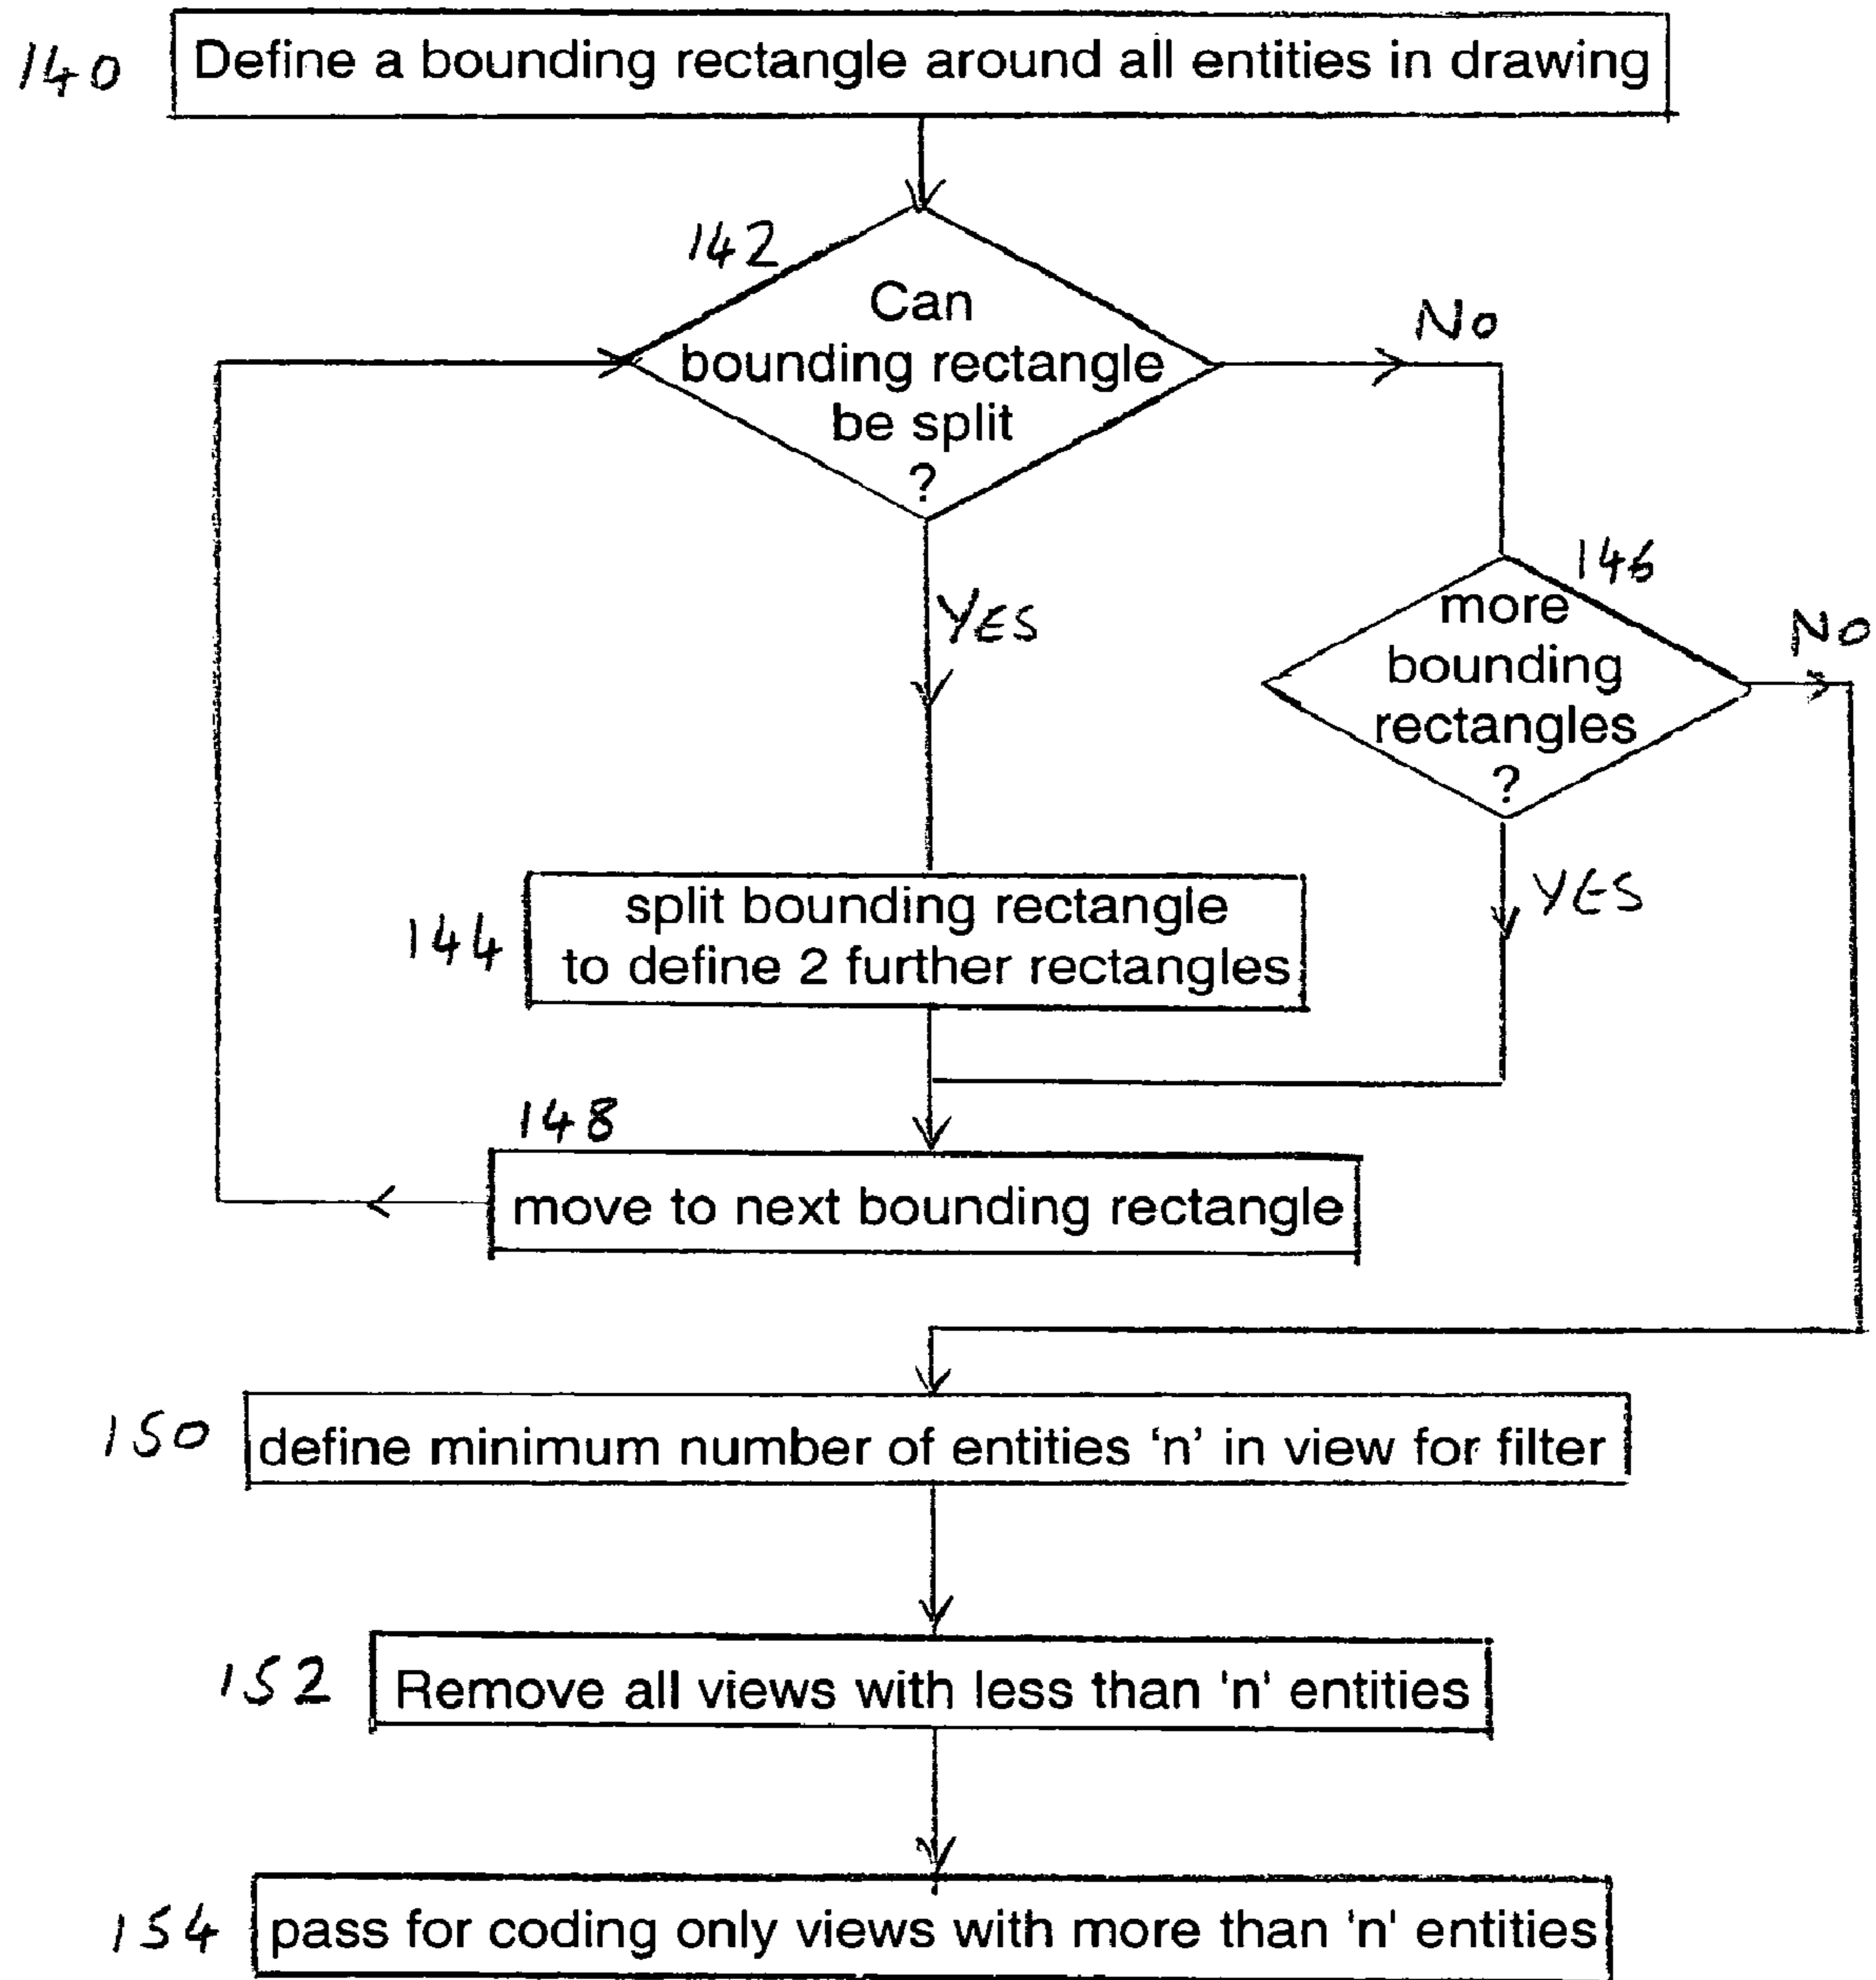 140
Define a bounding rectangle around all entities in drawing
142
Can
bounding rectangle
be split
?
No
YES
146
more
bounding
rectangles
?
No
YES
144
split bounding rectangle
to define 2 further rectangles
148
move to next bounding rectangle
150
define minimum number of entities ‘n’ in view for filter
152
Remove all views with less than 'n' entities
154
pass for coding only views with more than 'n' entities